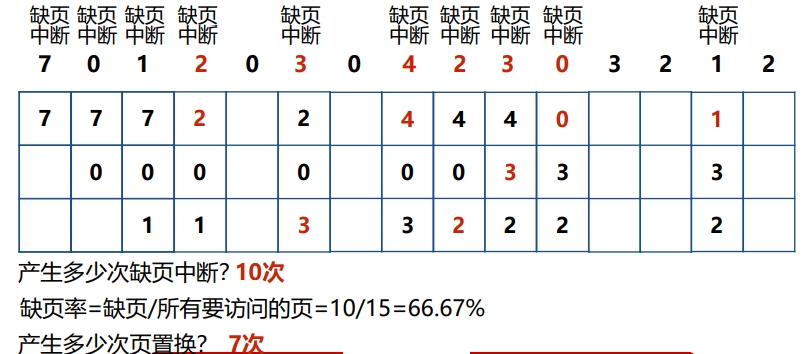 缺页 缺页 缺页 缺页 缺页 缺页 缺页 缺页 缺页 缺页
中断 中断 中断 中断 中断 中断 中断 中断 中断 中断
7 0 1 2 0 3 0 4 2 3 0 3 2 1 2
7 7 7 2 2 4 4 4 0 1
0 0 0 0 0 0 3 3 3
1 1 3 3 2 2 2 2
产生多少次缺页中断? 10次
缺页率=缺页/所有要访问的页=10/15=66.67%
产生多少次页置换? 7次